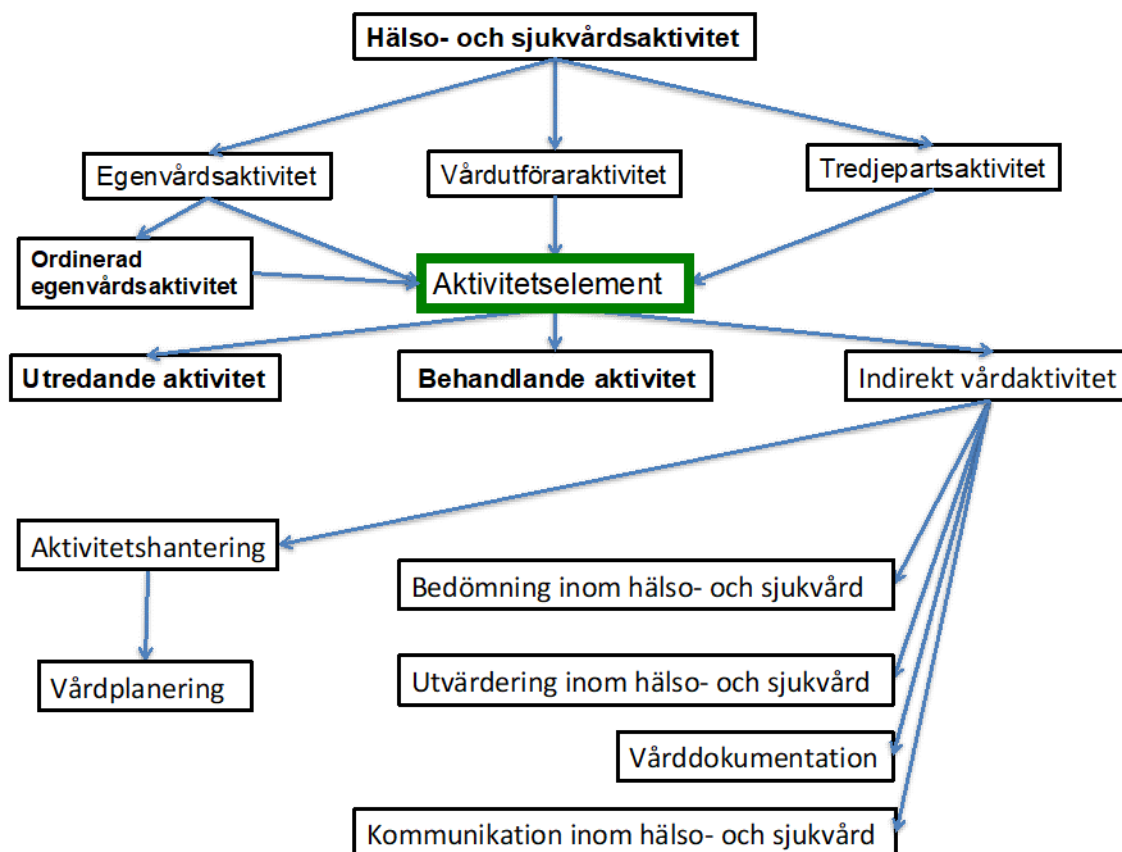 Hälso- och sjukvårdsaktivitet
Egenvårdsaktivitet
Vårdutföraraktivitet
Tredjepartsaktivitet
Ordinerad
egenvårdsaktivitet
Aktivitetselement
Utredande aktivitet
Behandlande aktivitet
Indirekt vårdaktivitet
Aktivitetshantering
Bedömning inom hälso- och sjukvård
Vårdplanering
Utvärdering inom hälso- och sjukvård
Vårddokumentation
Kommunikation inom hälso- och sjukvård